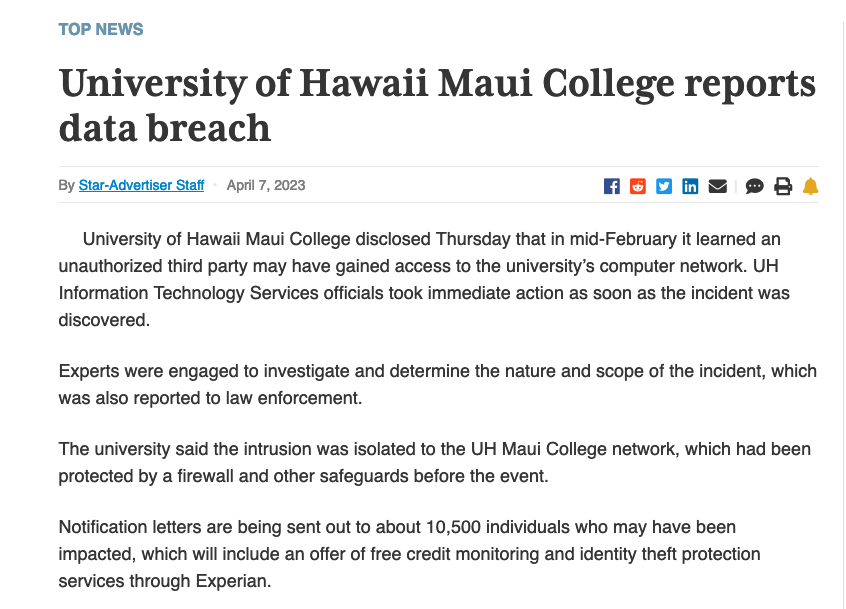 TOP NEWS
University of Hawaii Maui College reports
data breach
By Star-Advertiser Staff • April 7, 2023
University of Hawaii Maui College disclosed Thursday that in mid-February it learned an
unauthorized third party may have gained access to the university’s computer network. UH
Information Technology Services officials took immediate action as soon as the incident was
discovered.
Experts were engaged to investigate and determine the nature and scope of the incident, which
was also reported to law enforcement.
The university said the intrusion was isolated to the UH Maui College network, which had been
protected by a firewall and other safeguards before the event.
Notification letters are being sent out to about 10,500 individuals who may have been
impacted, which will include an offer of free credit monitoring and identity theft protection
services through Experian.